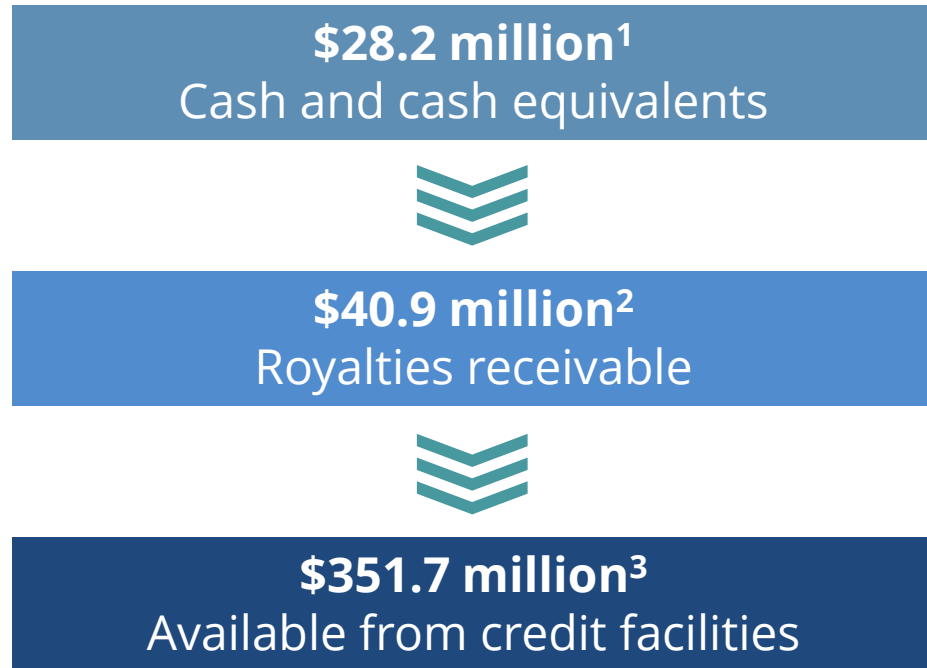 $28.2 million¹
Cash and cash equivalents
$40.9 million²
Royalties receivable
$351.7 million³
Available from credit facilities